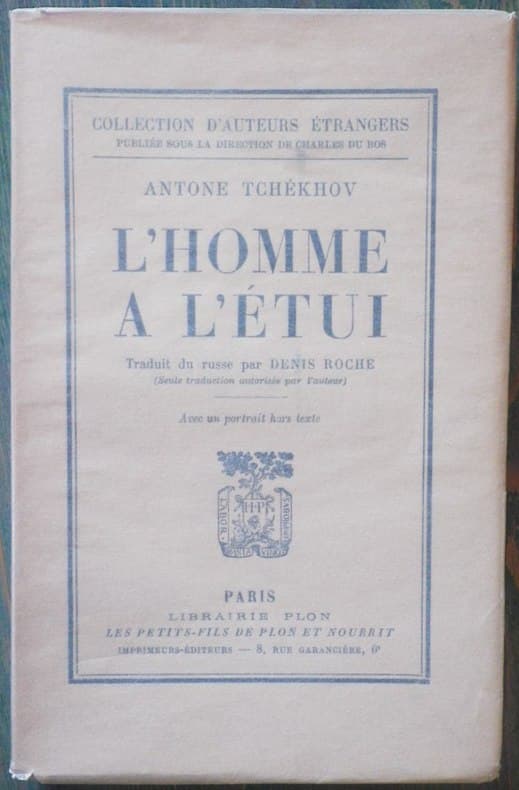 COLLECTION D'AUTEURS ÉTRANGERS
PUBLIÉE SOUS LA DIRECTION DE CHARLES DU BOS
ANTONE TCHÉKHOV
L'HOMME
A L'ÉTUI
Traduit du russe par DENIS ROCHE
(Seule traduction autorisée par l'auteur)
Avec un portrait hors texte
LABOR
H·P
PARIS
LIBRAIRIE PLON
LES PETITS-FILS DE PLON ET NOURRIT
IMPRIMEURS-ÉDITEURS — 8, RUE GARANCIÈRE, 6e